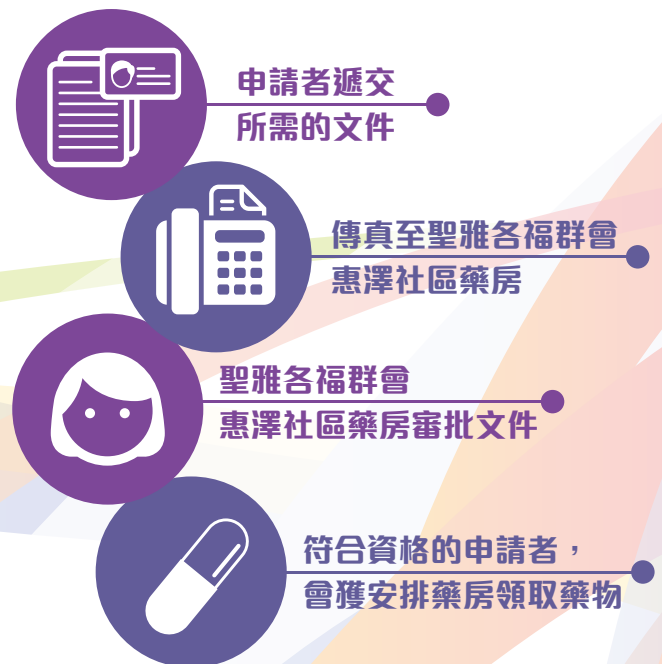 申請者遞交
所需的文件
傳真至聖雅各福群會
惠澤社區藥房
聖雅各福群會
惠澤社區藥房審批文件
符合資格的申請者，
會獲安排藥房領取藥物